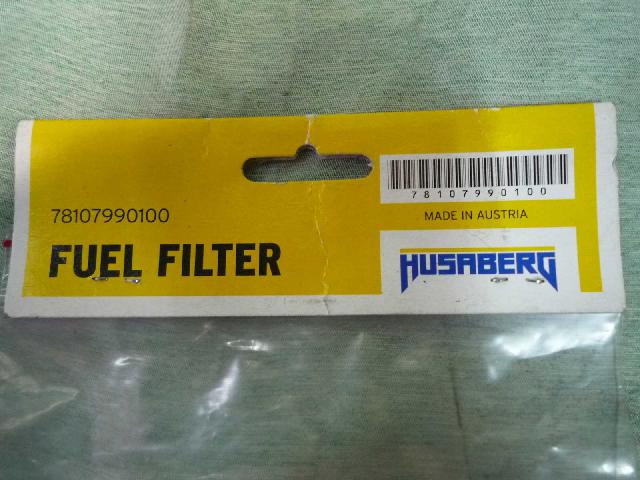 78107990100
FUEL FILTER
78107990100
MADE IN AUSTRIA
HUSABERG